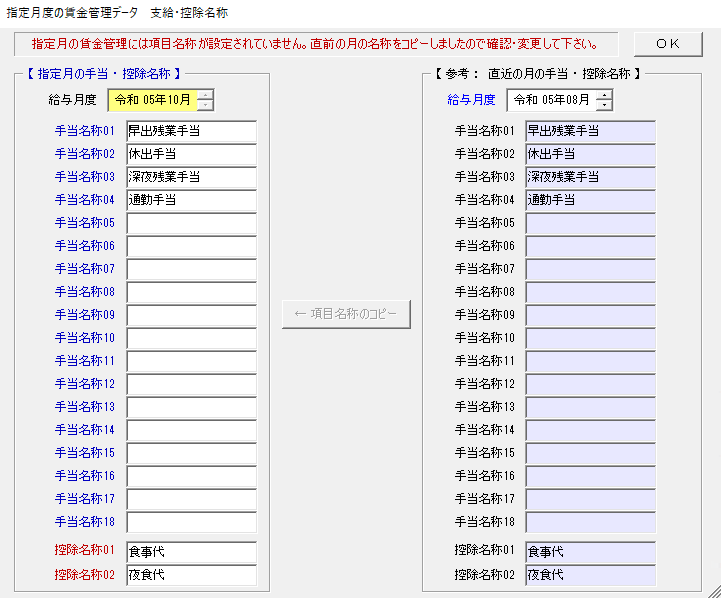 指定月度の賃金管理データ　支給・控除名称
指定月の賃金管理には項目名称が設定されていません。直前の月の名称をコピーしましたので確認・変更して下さい。
ＯＫ
【 指定月の手当・控除名称 】
給与月度 令和 05年10月
手当名称01 早出残業手当
手当名称02 休出手当
手当名称03 深夜残業手当
手当名称04 通勤手当
手当名称05
手当名称06
手当名称07
手当名称08
手当名称09
手当名称10
手当名称11
手当名称12
手当名称13
手当名称14
手当名称15
手当名称16
手当名称17
手当名称18
控除名称01 食事代
控除名称02 夜食代
← 項目名称のコピー
【 参考： 直近の月の手当・控除名称 】
給与月度 令和 05年08月
手当名称01 早出残業手当
手当名称02 休出手当
手当名称03 深夜残業手当
手当名称04 通勤手当
手当名称05
手当名称06
手当名称07
手当名称08
手当名称09
手当名称10
手当名称11
手当名称12
手当名称13
手当名称14
手当名称15
手当名称16
手当名称17
手当名称18
控除名称01 食事代
控除名称02 夜食代